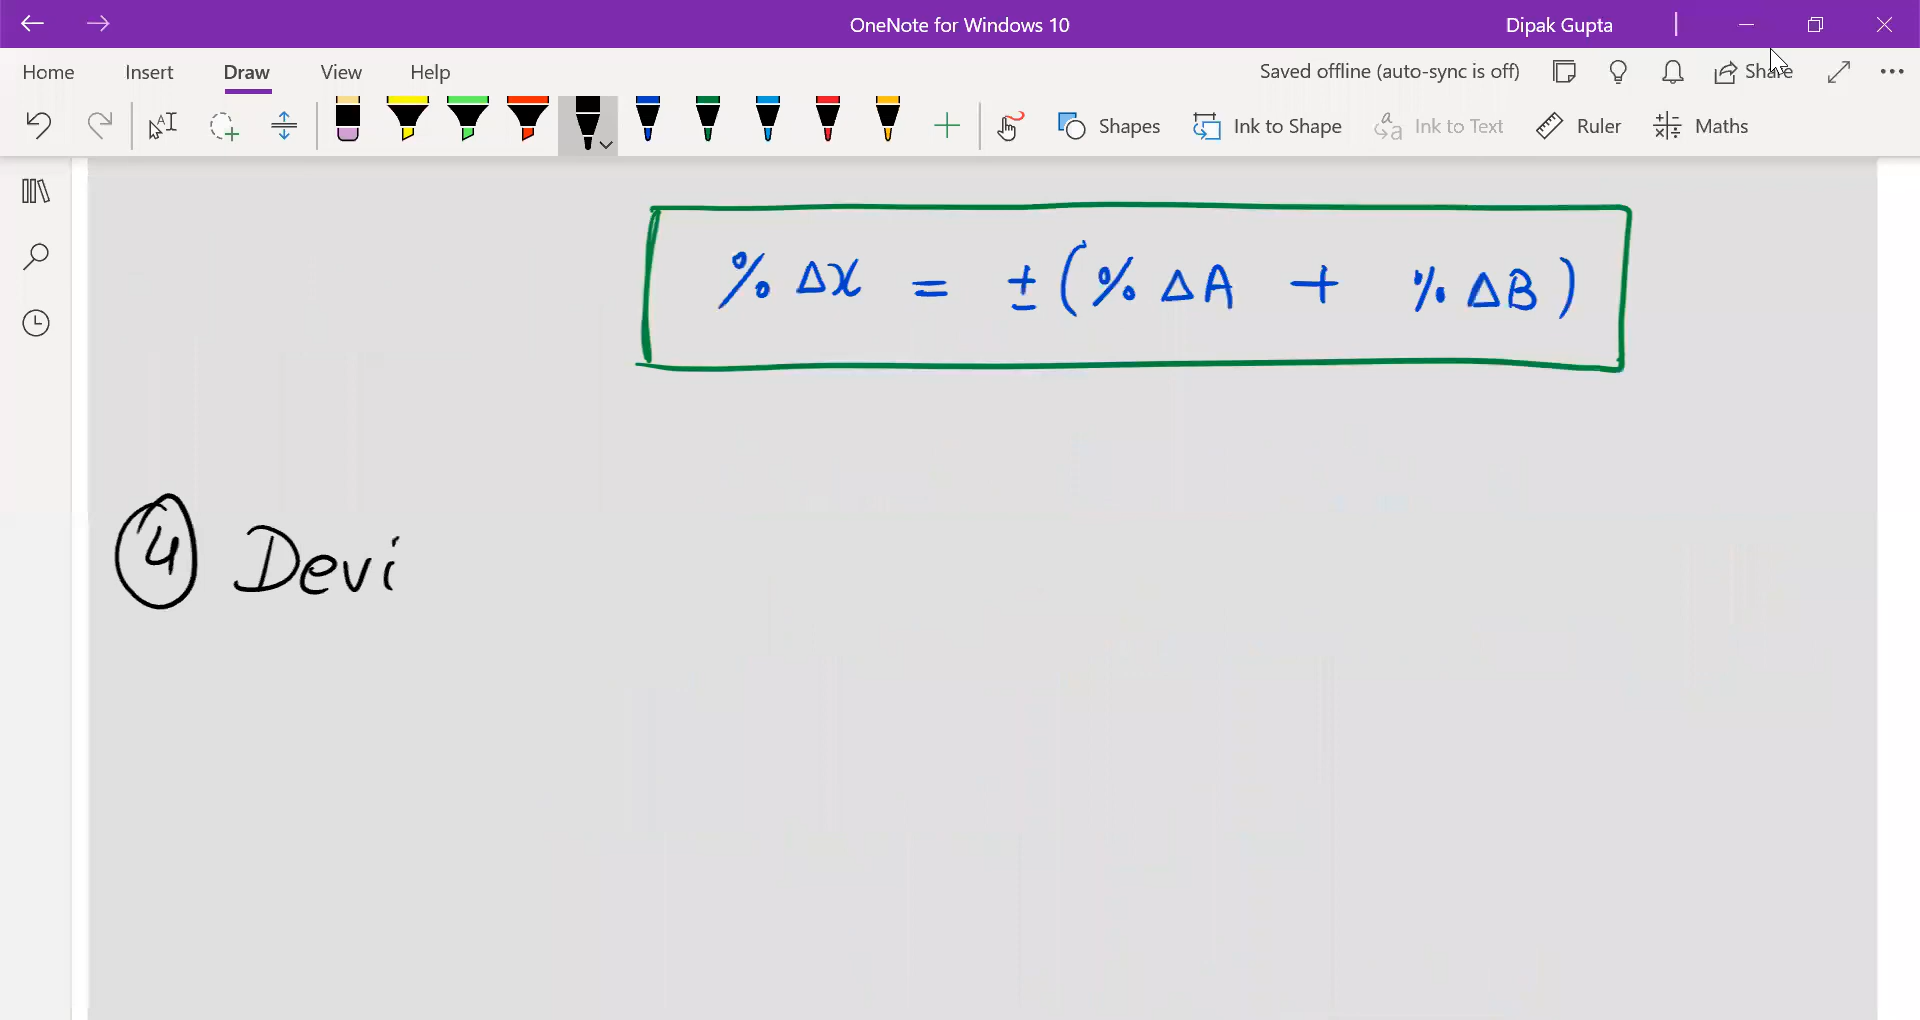 OneNote for Windows 10
Dipak Gupta
Home Insert Draw View Help
Saved offline (auto-sync is off) Share
Shapes Ink to Shape Ink to Text Ruler Maths
% Δx = ± (% ΔA + % ΔB)
4 Devi